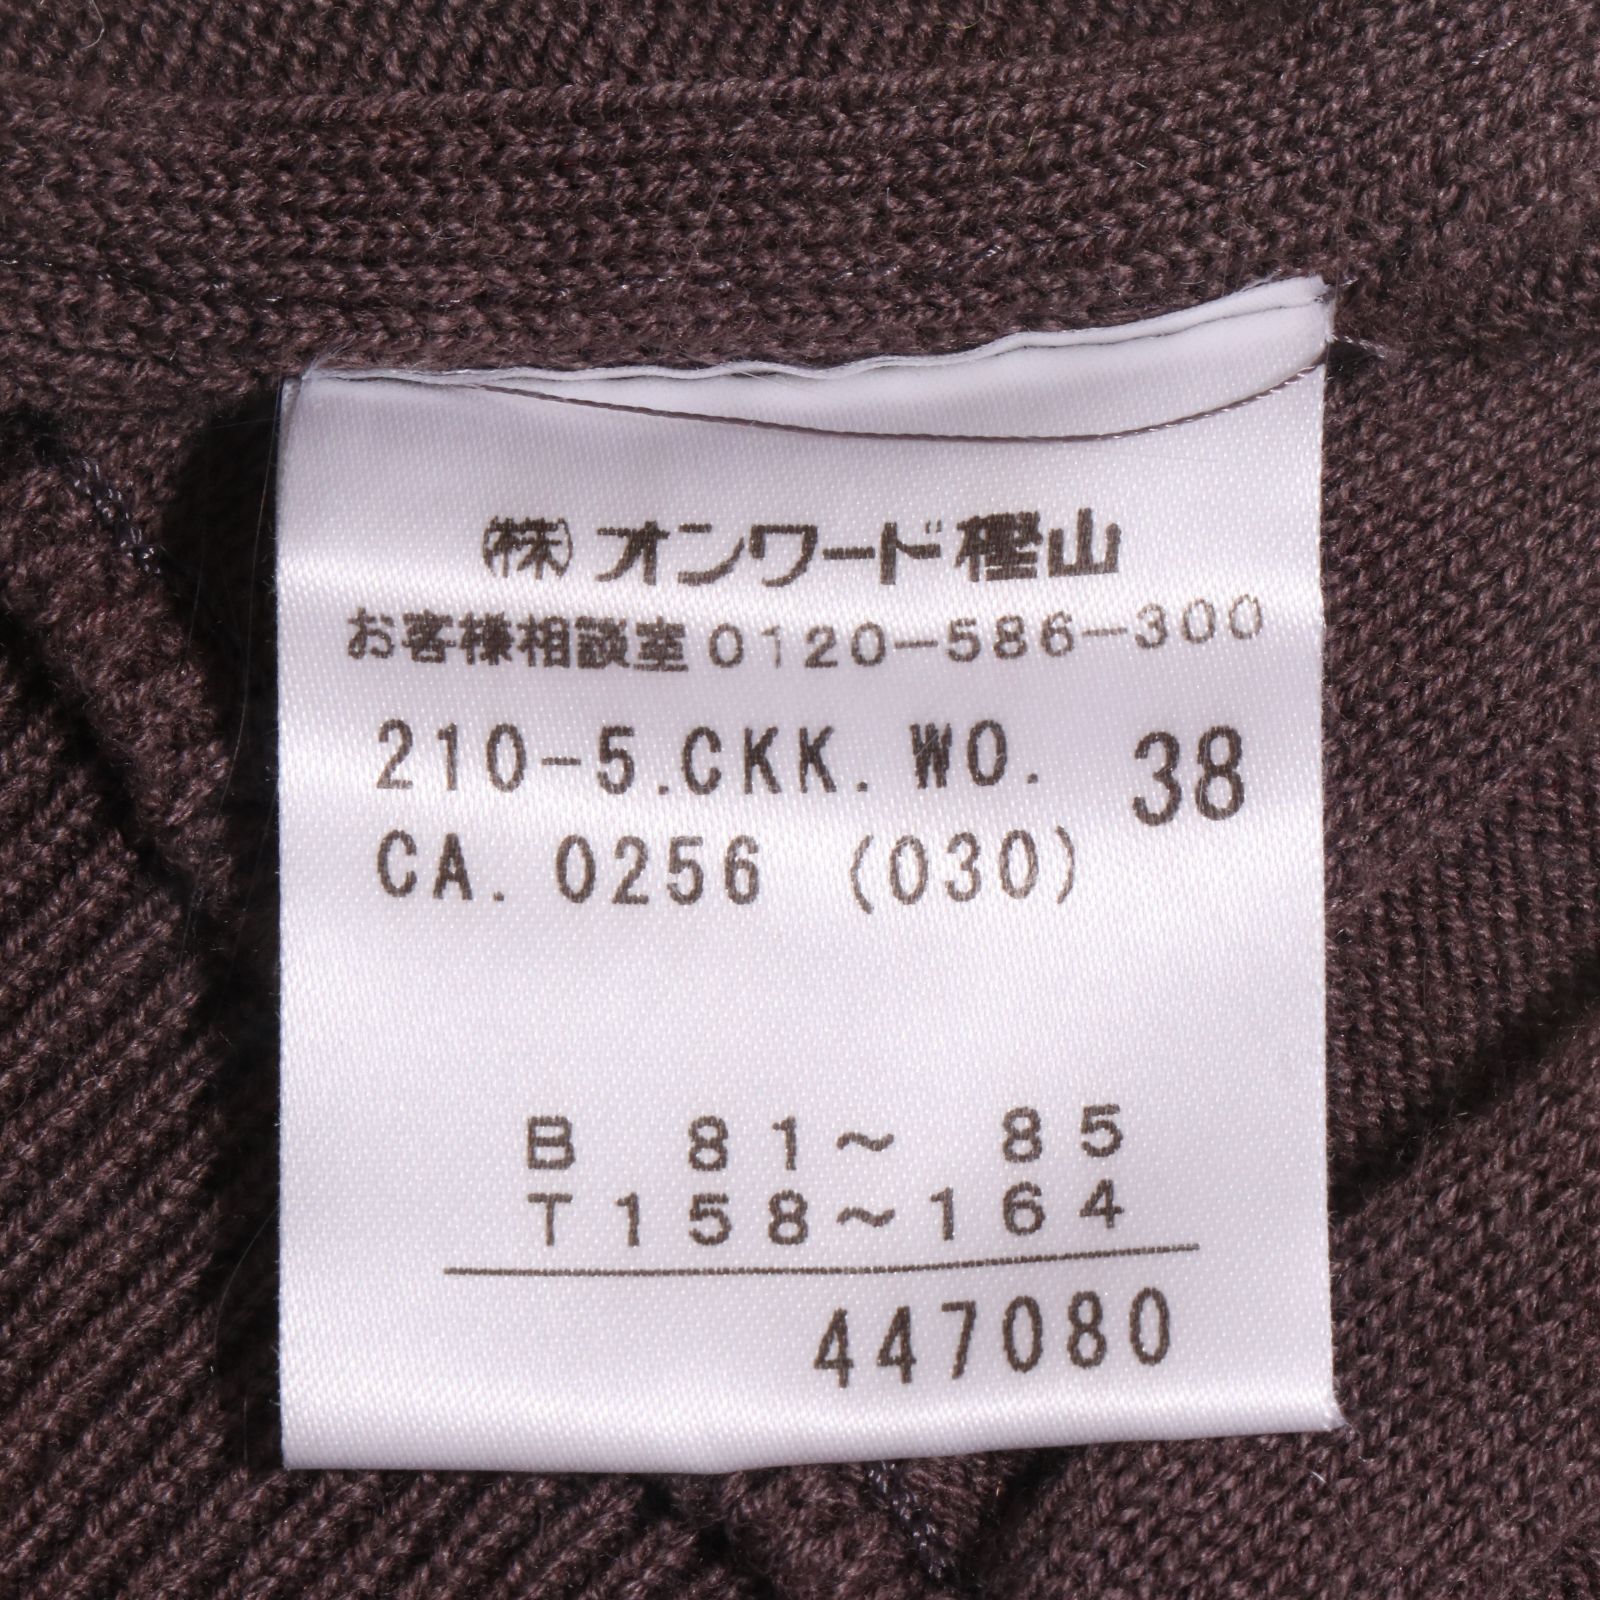 ㈱ オンワード樫山
お客様相談室0120-586-300
210-5.CKK. WO. 38
CA. 0256 (030)
B 81~ 85
T158~164
447080